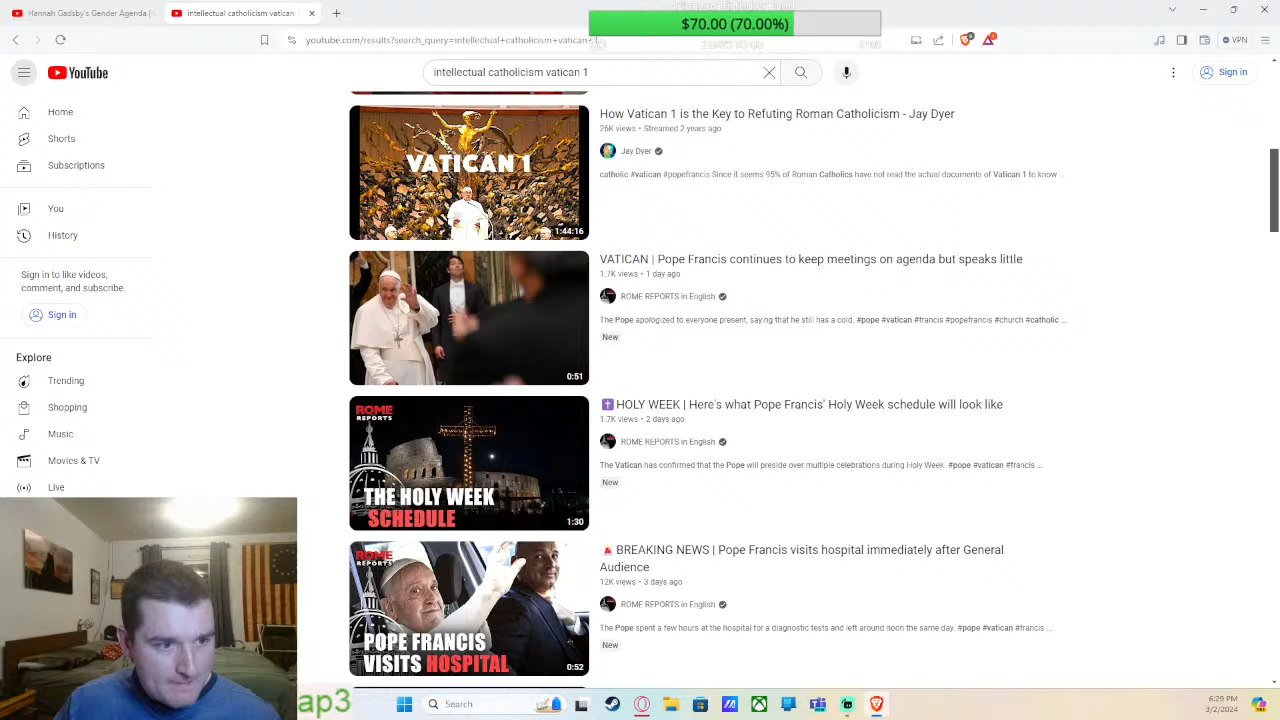 Hannah Cadsby's Gender Agenda |
intellectual catholicism vatican
$70.00 (70.00%)
youtube.com/results?search_query=intellectual+catholicism+vatican+1
VPN
YouTube
intellectual catholicism vatican 1
Sign in
Home
Shorts
Subscriptions
You
History
Sign in to like videos,
comment, and subscribe.
Sign in
Explore
Trending
Shopping
Music
Movies & TV
Live
VATICAN 1
1:44:16
How Vatican 1 is the Key to Refuting Roman Catholicism - Jay Dyer
26K views • Streamed 2 years ago
Jay Dyer
catholic #vatican #popefrancis Since it seems 95% of Roman Catholics have not read the actual documents of Vatican 1 to know ...
0:51
VATICAN | Pope Francis continues to keep meetings on agenda but speaks little
1.7K views • 1 day ago
ROME REPORTS in English
The Pope apologized to everyone present, saying that he still has a cold. #pope #vatican #francis #popefrancis #church #catholic ...
New
ROME
REPORTS
THE HOLY WEEK
SCHEDULE
1:30
HOLY WEEK | Here's what Pope Francis' Holy Week schedule will look like
1.7K views • 2 days ago
ROME REPORTS in English
The Vatican has confirmed that the Pope will preside over multiple celebrations during Holy Week. #pope #vatican #francis ...
New
ROME
REPORTS
POPE FRANCIS
VISITS HOSPITAL
0:52
BREAKING NEWS | Pope Francis visits hospital immediately after General
Audience
12K views • 3 days ago
ROME REPORTS in English
The Pope spent a few hours at the hospital for a diagnostic tests and left around noon the same day. #pope #vatican #francis ...
New
ap3
Search
6:29 PM
3/2/2024